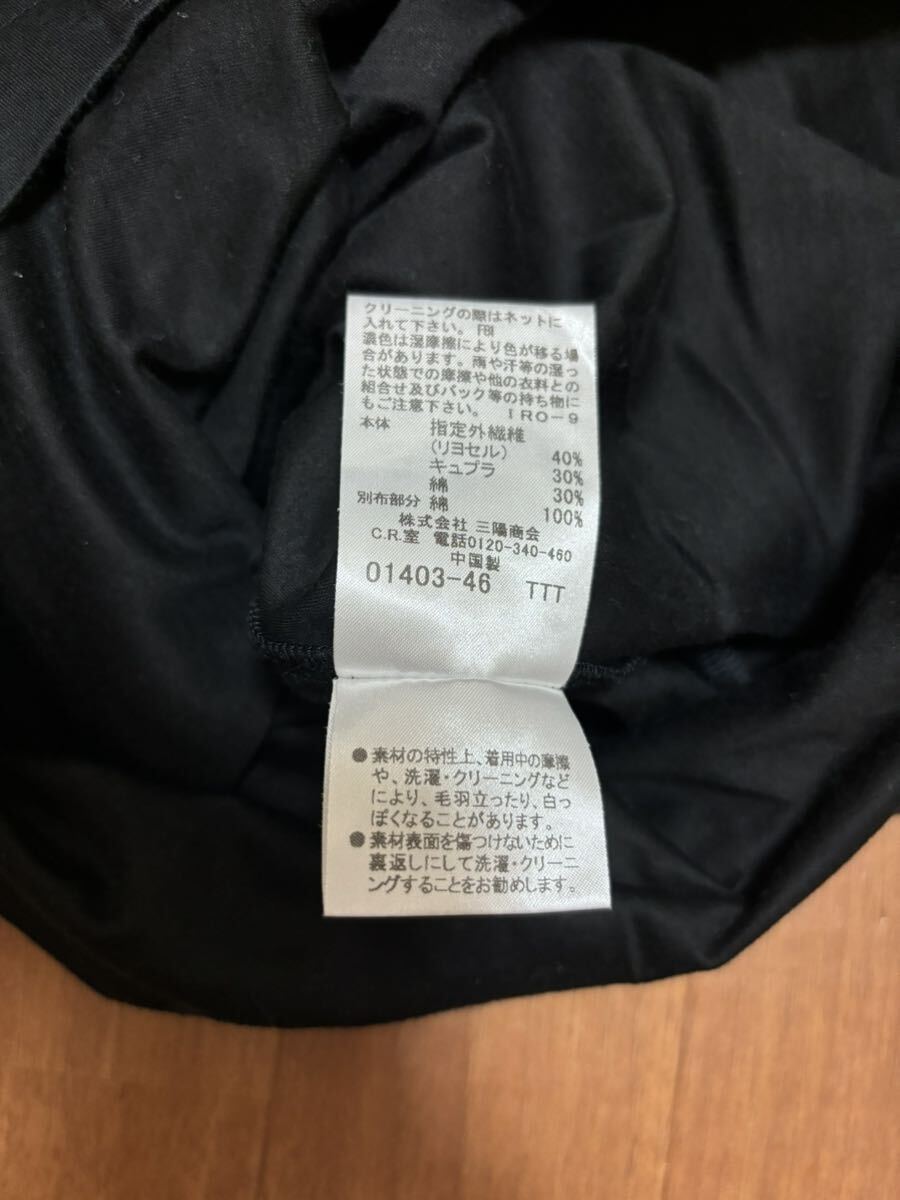 クリーニングの際はネットに
入れて下さい。 FBI
濃色は湿摩擦により色が移る場
合があります。雨や汗等の湿っ
た状態での摩擦や他の衣料との
組合せ及びバック等の持ち物に
もご注意下さい。 IRO-9
本体 指定外繊維
(リヨセル) 40%
キュプラ 30%
綿 30%
別布部分 綿 100%
株式会社 三陽商会
C.R.室 電話0120-340-460
中国製
01403-46 TTT
● 素材の特性上、着用中の摩擦
や、洗濯・クリーニングなど
により、毛羽立ったり、白っ
ぽくなることがあります。
● 素材表面を傷つけないために
裏返しにして洗濯・クリーニ
ングすることをお勧めします。